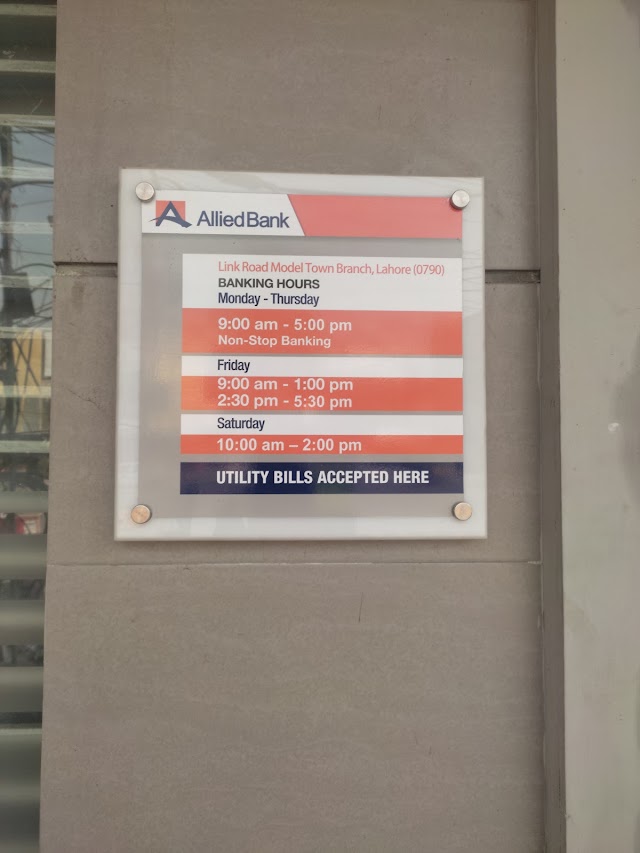 Allied Bank
Link Road Model Town Branch, Lahore (0790)
BANKING HOURS
Monday - Thursday
9:00 am - 5:00 pm
Non-Stop Banking
Friday
9:00 am - 1:00 pm
2:30 pm - 5:30 pm
Saturday
10:00 am – 2:00 pm
UTILITY BILLS ACCEPTED HERE